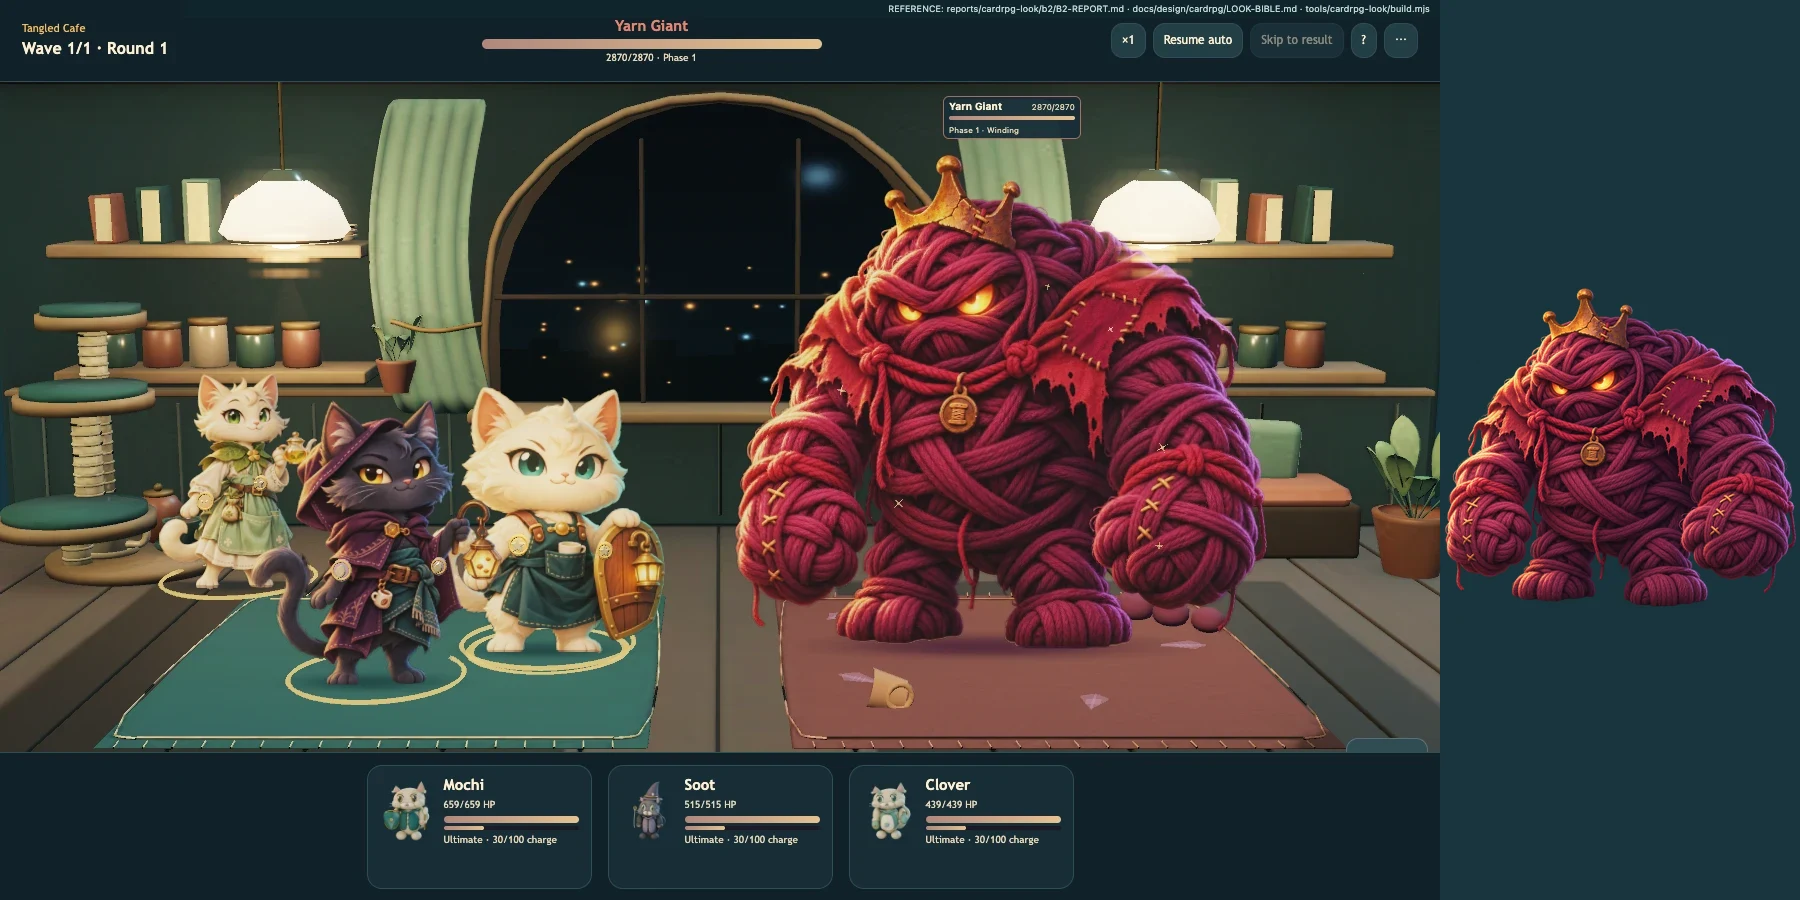 REFERENCE: reports/cardrpg-look/b2/B2-REPORT.md · docs/design/cardrpg/LOOK-BIBLE.md · tools/cardrpg-look/build.mjs
Tangled Cafe
Wave 1/1 · Round 1
Yarn Giant
2870/2870 · Phase 1
×1
Resume auto
Skip to result
?
···
Yarn Giant 2870/2870
Phase 1 · Winding
Mochi
659/659 HP
Ultimate · 30/100 charge
Soot
515/515 HP
Ultimate · 30/100 charge
Clover
439/439 HP
Ultimate · 30/100 charge